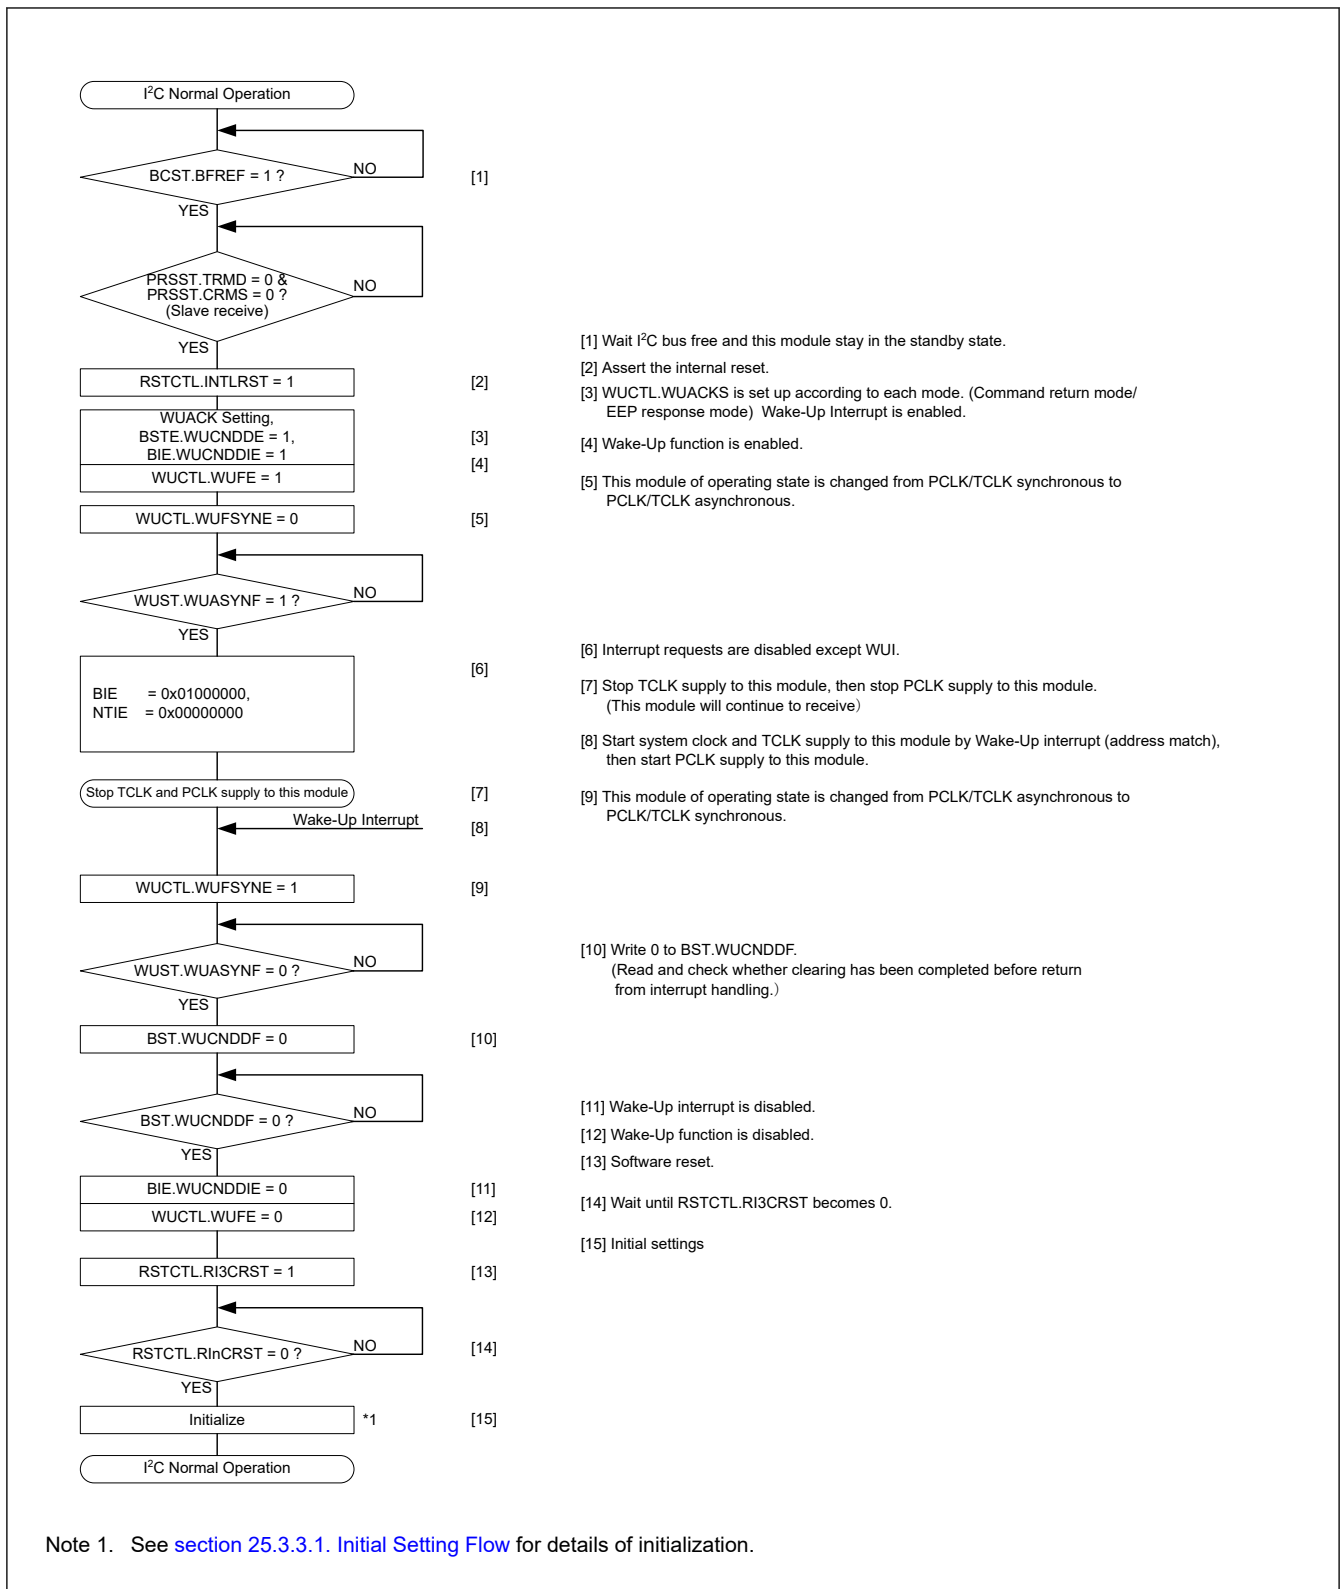 I²C Normal Operation
BCST.BFREF = 1 ?
NO
[1]
YES
PRSST.TRMD = 0 &
PRSST.CRMS = 0 ?
(Slave receive)
NO
YES
RSTCTL.INTLRST = 1
[2]
WUACK Setting,
BSTE.WUCNDDE = 1,
BIE.WUCNDDIE = 1
[3]
[4]
WUCTL.WUFE = 1
WUCTL.WUFSYNE = 0
[5]
WUST.WUASYNF = 1 ?
NO
YES
[6]
BIE = 0x01000000,
NTIE = 0x00000000
Stop TCLK and PCLK supply to this module
[7]
Wake-Up Interrupt
[8]
WUCTL.WUFSYNE = 1
[9]
WUST.WUASYNF = 0 ?
NO
YES
BST.WUCNDDF = 0
[10]
BST.WUCNDDF = 0 ?
NO
YES
BIE.WUCNDDIE = 0
[11]
WUCTL.WUFE = 0
[12]
RSTCTL.RI3CRST = 1
[13]
RSTCTL.RInCRST = 0 ?
NO
[14]
YES
Initialize
*1
[15]
I²C Normal Operation
[1] Wait I²C bus free and this module stay in the standby state.
[2] Assert the internal reset.
[3] WUCTL.WUACKS is set up according to each mode. (Command return mode/
EEP response mode) Wake-Up Interrupt is enabled.
[4] Wake-Up function is enabled.
[5] This module of operating state is changed from PCLK/TCLK synchronous to
PCLK/TCLK asynchronous.
[6] Interrupt requests are disabled except WUI.
[7] Stop TCLK supply to this module, then stop PCLK supply to this module.
(This module will continue to receive）
[8] Start system clock and TCLK supply to this module by Wake-Up interrupt (address match),
then start PCLK supply to this module.
[9] This module of operating state is changed from PCLK/TCLK asynchronous to
PCLK/TCLK synchronous.
[10] Write 0 to BST.WUCNDDF.
(Read and check whether clearing has been completed before return
from interrupt handling.）
[11] Wake-Up interrupt is disabled.
[12] Wake-Up function is disabled.
[13] Software reset.
[14] Wait until RSTCTL.RI3CRST becomes 0.
[15] Initial settings
Note 1. See section 25.3.3.1. Initial Setting Flow for details of initialization.